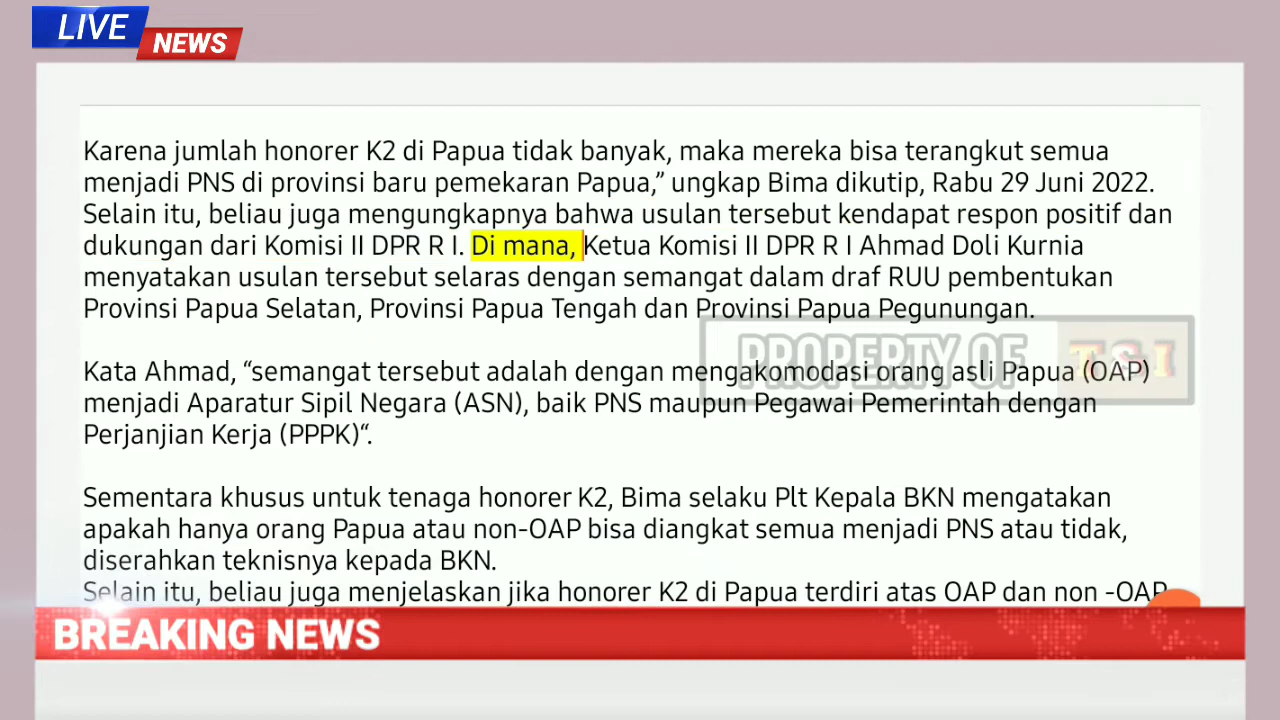 LIVE
NEWS
Karena jumlah honorer K2 di Papua tidak banyak, maka mereka bisa terangkut semua
menjadi PNS di provinsi baru pemekaran Papua,” ungkap Bima dikutip, Rabu 29 Juni 2022.
Selain itu, beliau juga mengungkapnya bahwa usulan tersebut kendapat respon positif dan
dukungan dari Komisi II DPR R I. Di mana, Ketua Komisi II DPR R I Ahmad Doli Kurnia
menyatakan usulan tersebut selaras dengan semangat dalam draf RUU pembentukan
Provinsi Papua Selatan, Provinsi Papua Tengah dan Provinsi Papua Pegunungan.
PROPERTY OF T.S.I
Kata Ahmad, “semangat tersebut adalah dengan mengakomodasi orang asli Papua (OAP)
menjadi Aparatur Sipil Negara (ASN), baik PNS maupun Pegawai Pemerintah dengan
Perjanjian Kerja (PPPK)“.
Sementara khusus untuk tenaga honorer K2, Bima selaku Plt Kepala BKN mengatakan
apakah hanya orang Papua atau non-OAP bisa diangkat semua menjadi PNS atau tidak,
diserahkan teknisnya kepada BKN.
Selain itu, beliau juga menjelaskan jika honorer K2 di Papua terdiri atas OAP dan non -OAP
BREAKING NEWS